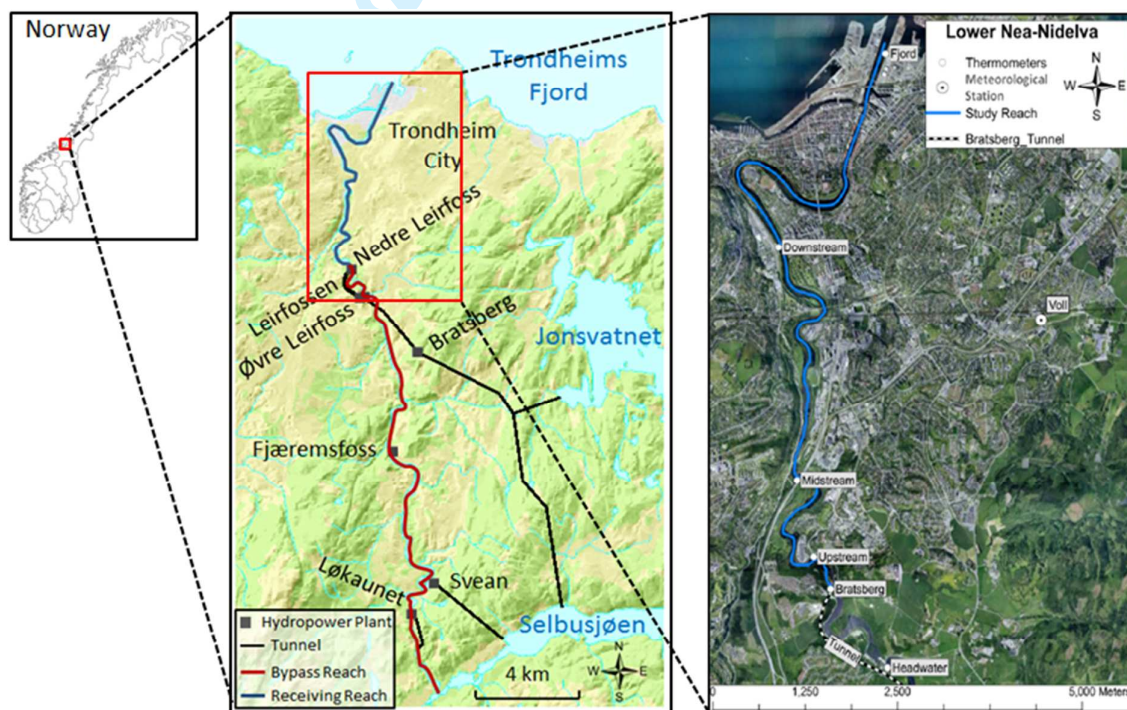 Norway
Trondheims
Fjord
Trondheim
City
Nedre Leirfoss
Leirfossen
Øvre Leirfoss
Bratsberg
Jonsvatnet
Fjæremsfoss
Løkaunet
Svean
Selbusjøen
Hydropower Plant
Tunnel
Bypass Reach
Receiving Reach
4 km
N
W E
S
Lower Nea-Nidelva
Thermometers
Meteorological
Station
Study Reach
Bratsberg_Tunnel
N
W E
S
Fjord
Downstream
Voll
Midstream
Upstream
Bratsberg
Tunnel
Headwater
0 1,250 2,500 5,000 Meters